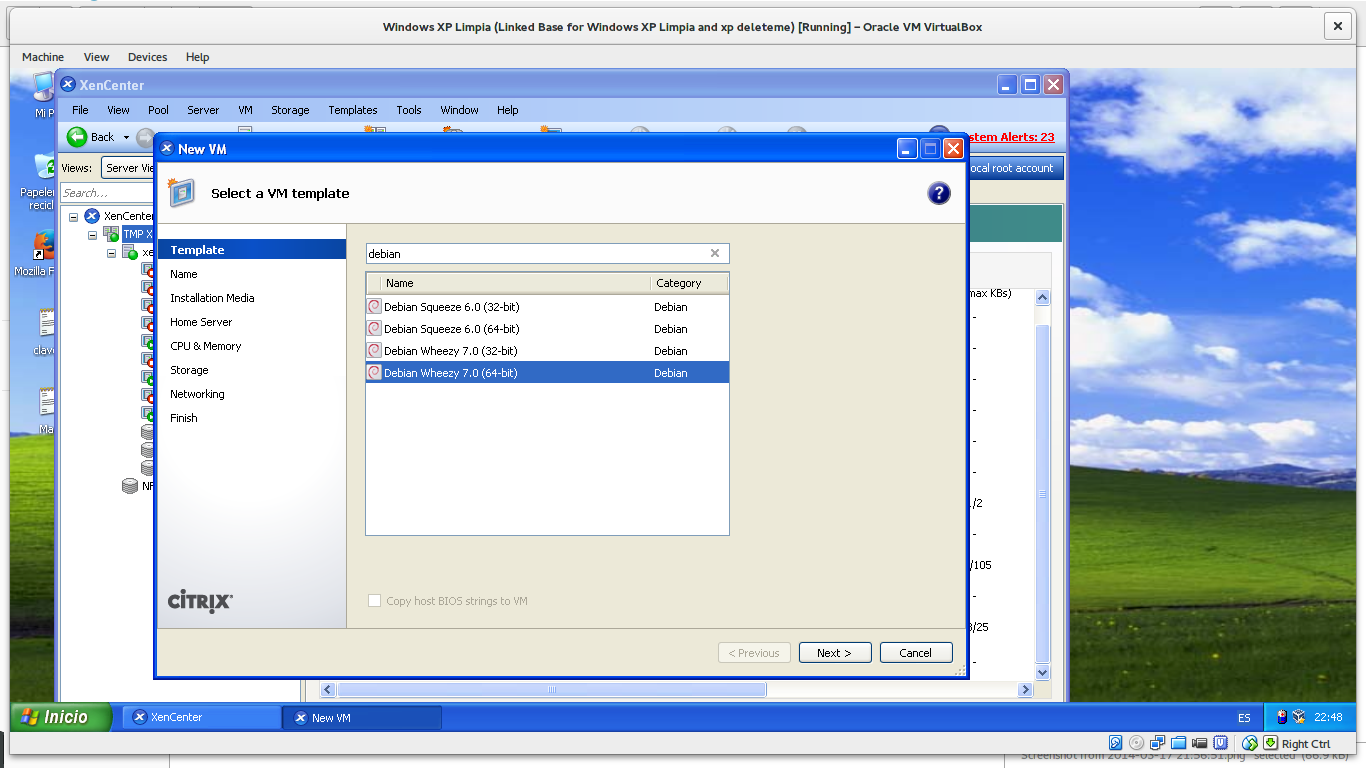 Windows XP Limpia (Linked Base for Windows XP Limpia and xp deleteme) [Running] – Oracle VM VirtualBox
Machine View Devices Help
XenCenter
Mi P
File View Pool Server VM Storage Templates Tools Window Help
Back
stem Alerts: 23
New VM
Views: Server Vie
ocal root account
Papeler
recicl
Search...
Select a VM template
?
XenCenter
TMP X
xe
Mozilla F
clav
Ma
NF
Template
Name
Installation Media
Home Server
CPU & Memory
Storage
Networking
Finish
CITRIX
debian
Name Category
Debian Squeeze 6.0 (32-bit) Debian
Debian Squeeze 6.0 (64-bit) Debian
Debian Wheezy 7.0 (32-bit) Debian
Debian Wheezy 7.0 (64-bit) Debian
Copy host BIOS strings to VM
< Previous Next > Cancel
max KBs)
-
-
-
-
-
-
/2
-
/105
-
/25
-
Inicio XenCenter New VM ES 22:48
Right Ctrl
Screenshot from 2014-03-17 21:56:51.png" selected (66.9 kB)